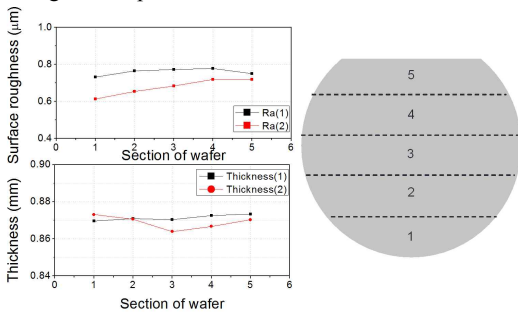 Surface roughness (μm)
1.0
0.8
0.6
0.4
0 1 2 3 4 5 6
Ra(1)
Ra(2)
Section of wafer
Thickness (mm)
0.90
0.88
0.86
0.84
0 1 2 3 4 5 6
Thickness(1)
Thickness(2)
Section of wafer
5
4
3
2
1